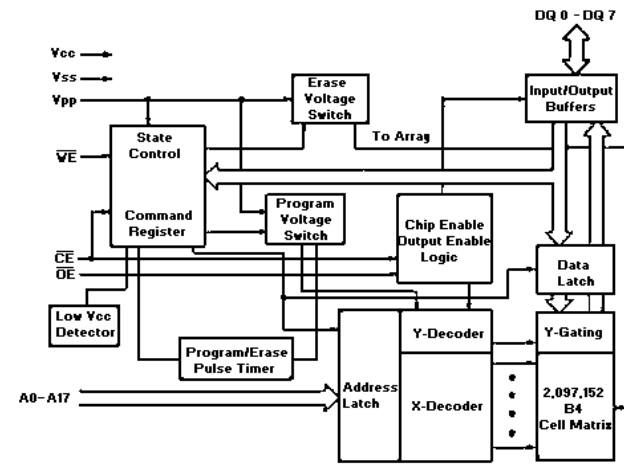 DQ 0 - DQ 7
Vcc
Vss
Vpp
Erase
Voltage
Switch
Input/Output
Buffers
To Array
State
Control
Command
Register
WE
Program
Voltage
Switch
Chip Enable
Output Enable
Logic
CE
OE
Data
Latch
Low Vcc
Detector
Program/Erase
Pulse Timer
Y-Decoder
Y-Gating
A0-A17
Address
Latch
X-Decoder
2,097,152
B4
Cell Matrix